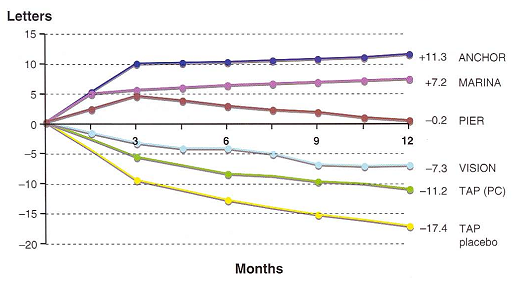 Letters
15
10
5
0
−5
−10
−15
−20
3
6
9
12
Months
+11.3 ANCHOR
+7.2 MARINA
−0.2 PIER
−7.3 VISION
−11.2 TAP (PC)
−17.4 TAP
placebo